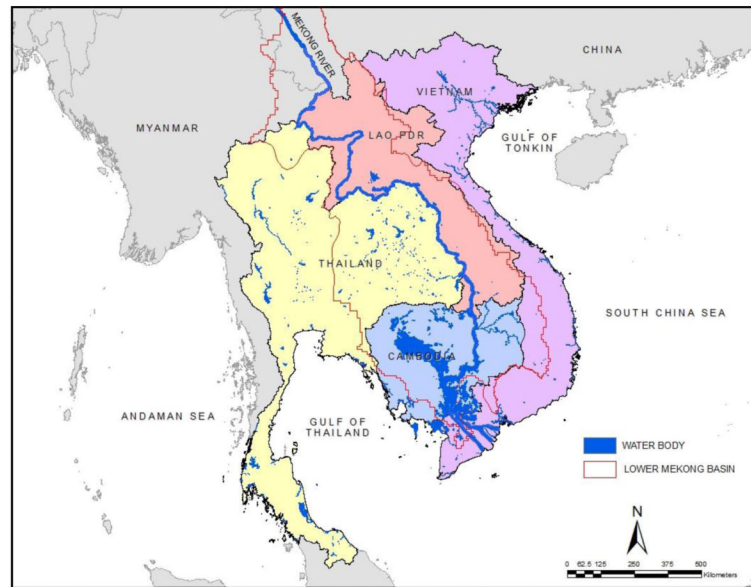 MEKONG RIVER
CHINA
VIETNAM
MYANMAR
LAO PDR
GULF OF
TONKIN
THAILAND
SOUTH CHINA SEA
CAMBODIA
ANDAMAN SEA
GULF OF
THAILAND
WATER BODY
LOWER MEKONG BASIN
N
0 62.5 125 250 375 500
Kilometers